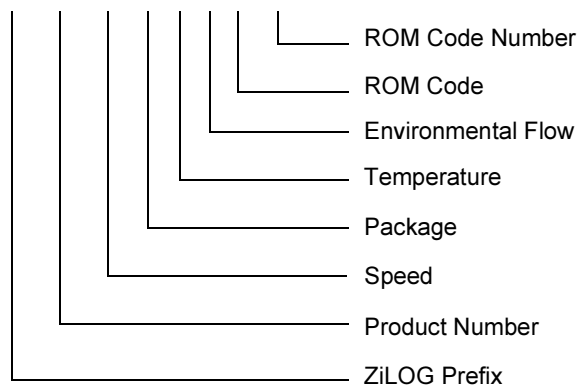 ROM Code Number
ROM Code
Environmental Flow
Temperature
Package
Speed
Product Number
ZiLOG Prefix